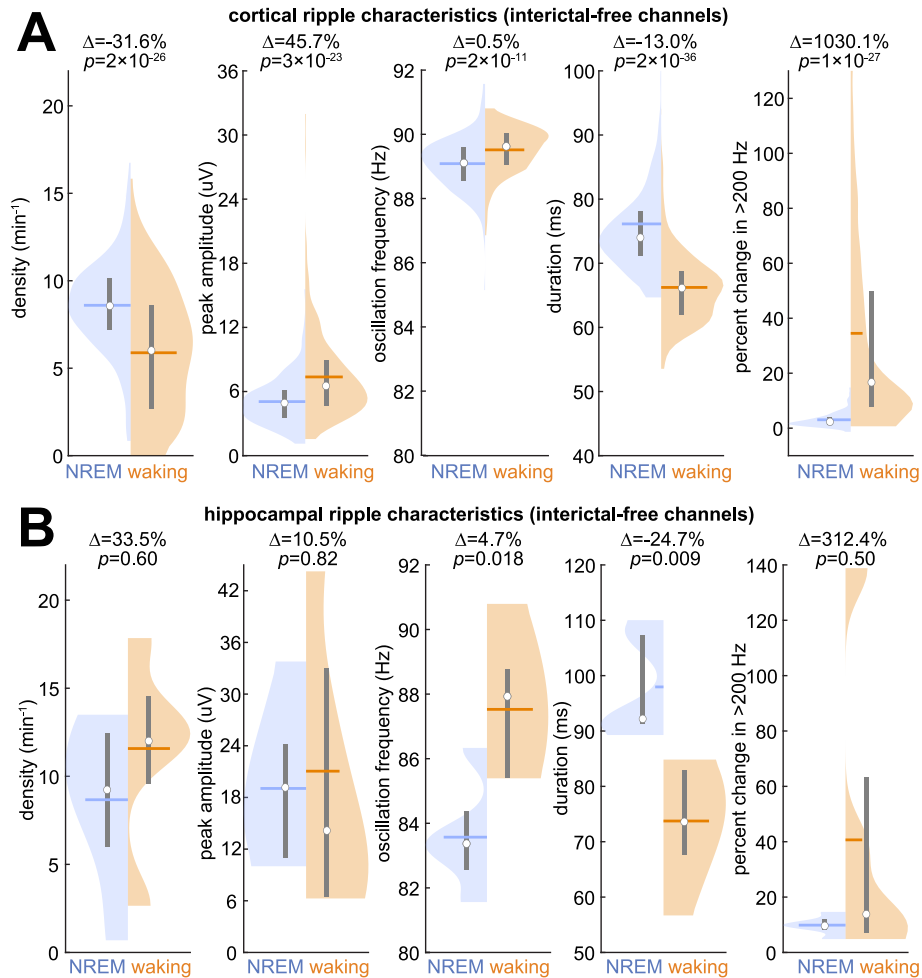 A
cortical ripple characteristics (interictal-free channels)
Δ=-31.6%
p=2×10⁻²⁶
density (min⁻¹)
20
15
10
5
0
NREM waking
Δ=45.7%
p=3×10⁻²³
peak amplitude (uV)
36
30
24
18
12
6
0
NREM waking
Δ=0.5%
p=2×10⁻¹¹
oscillation frequency (Hz)
92
90
88
86
84
82
80
NREM waking
Δ=-13.0%
p=2×10⁻³⁶
duration (ms)
100
90
80
70
60
50
40
NREM waking
Δ=1030.1%
p=1×10⁻²⁷
percent change in >200 Hz
120
100
80
60
40
20
0
NREM waking
B
hippocampal ripple characteristics (interictal-free channels)
Δ=33.5%
p=0.60
density (min⁻¹)
20
15
10
5
0
NREM waking
Δ=10.5%
p=0.82
peak amplitude (uV)
42
36
30
24
18
12
6
0
NREM waking
Δ=4.7%
p=0.018
oscillation frequency (Hz)
92
90
88
86
84
82
80
NREM waking
Δ=-24.7%
p=0.009
duration (ms)
120
110
100
90
80
70
60
50
NREM waking
Δ=312.4%
p=0.50
percent change in >200 Hz
140
120
100
80
60
40
20
0
NREM waking